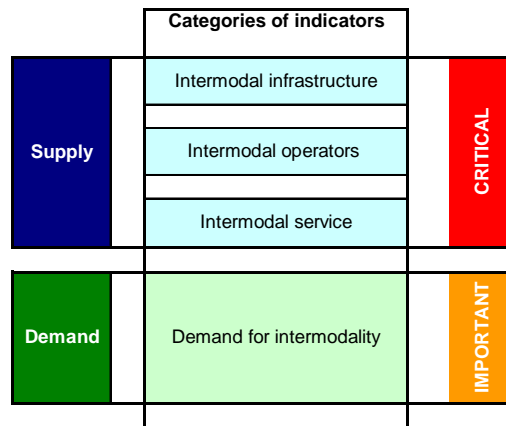 Categories of indicators
Intermodal infrastructure
Supply
Intermodal operators
CRITICAL
Intermodal service
Demand
Demand for intermodality
IMPORTANT